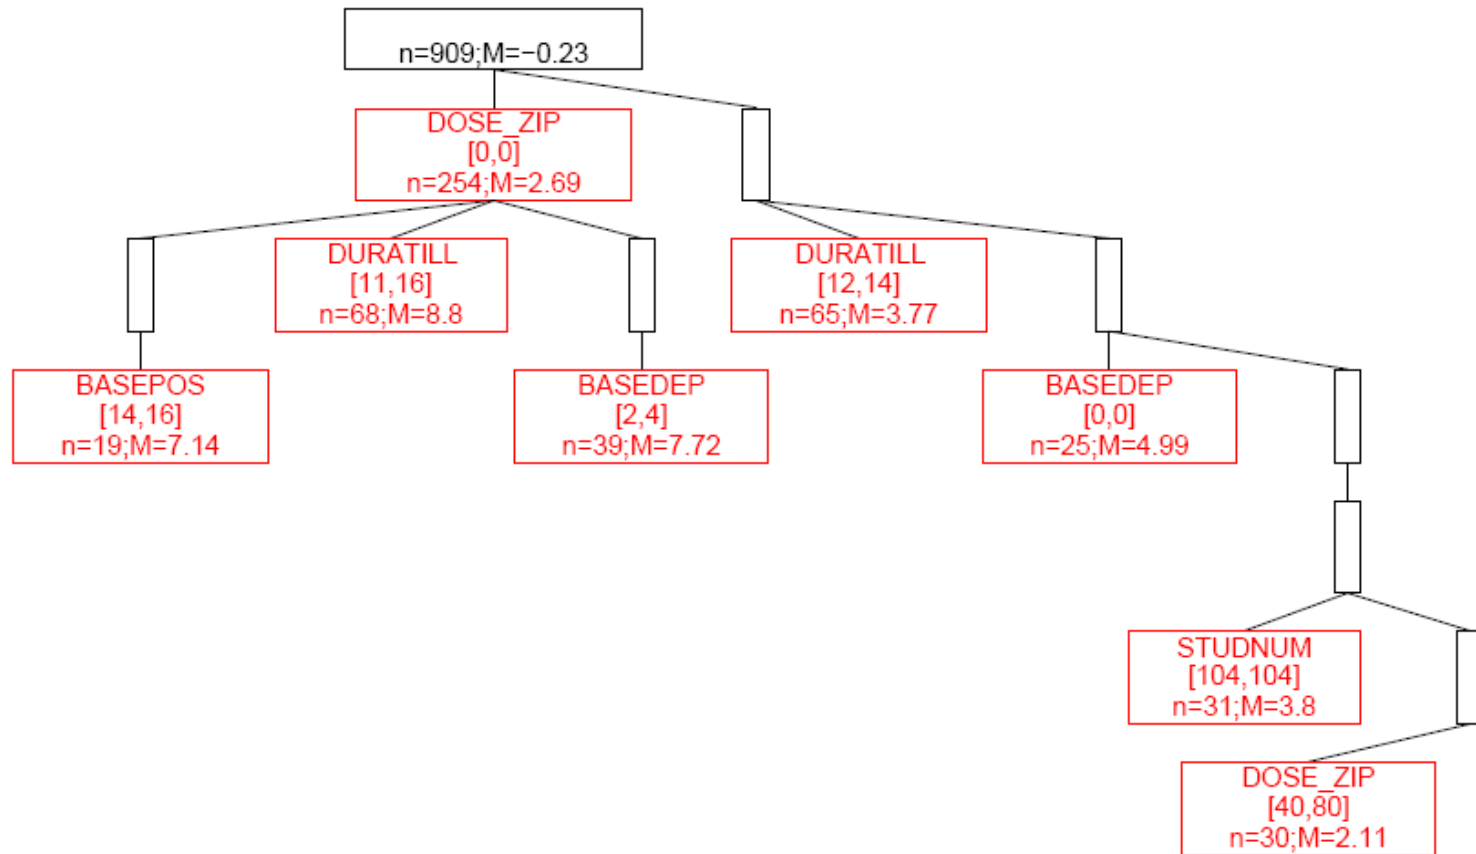 n=909;M=−0.23
DOSE_ZIP
[0,0]
n=254;M=2.69
DURATILL
[11,16]
n=68;M=8.8
DURATILL
[12,14]
n=65;M=3.77
BASEPOS
[14,16]
n=19;M=7.14
BASEDEP
[2,4]
n=39;M=7.72
BASEDEP
[0,0]
n=25;M=4.99
STUDNUM
[104,104]
n=31;M=3.8
DOSE_ZIP
[40,80]
n=30;M=2.11